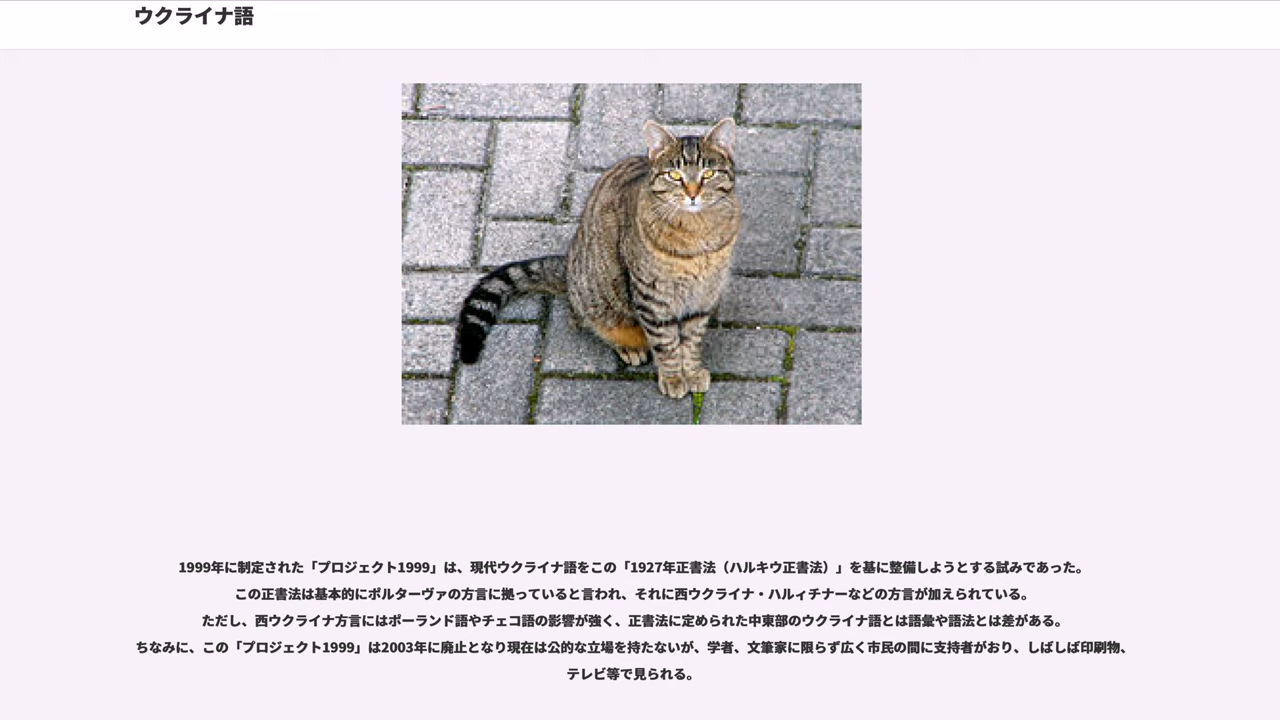 ウクライナ語
1999年に制定された「プロジェクト1999」は、現代ウクライナ語をこの「1927年正書法（ハルキウ正書法）」を基に整備しようとする試みであった。
この正書法は基本的にポルターヴァの方言に拠っていると言われ、それに西ウクライナ・ハルィチナーなどの方言が加えられている。
ただし、西ウクライナ方言にはポーランド語やチェコ語の影響が強く、正書法に定められた中東部のウクライナ語とは語彙や語法とは差がある。
ちなみに、この「プロジェクト1999」は2003年に廃止となり現在は公的な立場を持たないが、学者、文筆家に限らず広く市民の間に支持者がおり、しばしば印刷物、
テレビ等で見られる。